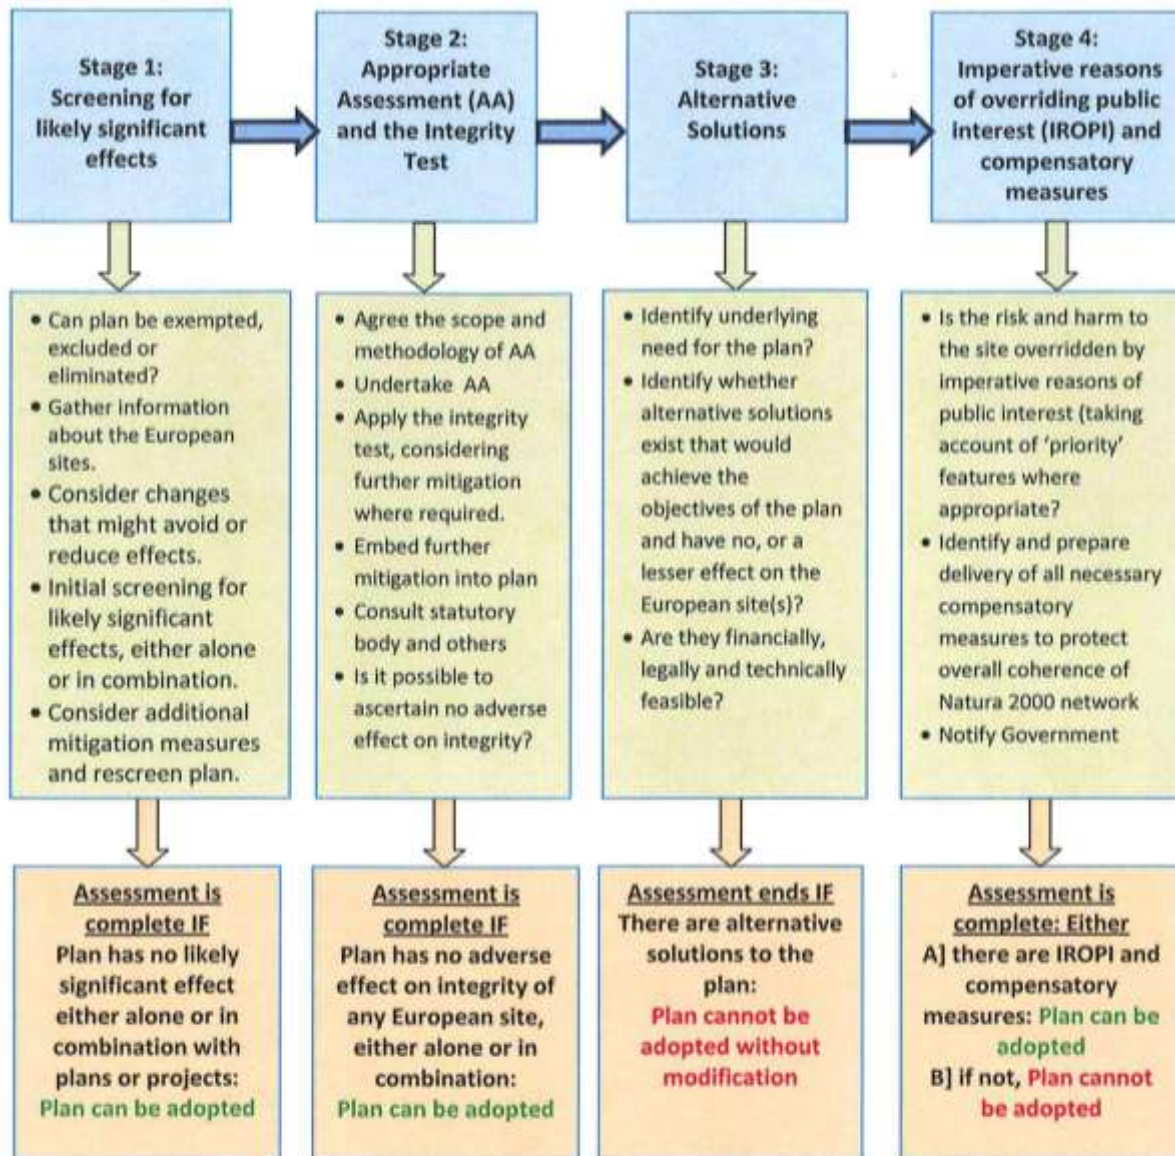 Stage 1:
Screening for
likely significant
effects
Stage 2:
Appropriate
Assessment (AA)
and the Integrity
Test
Stage 3:
Alternative
Solutions
Stage 4:
Imperative reasons
of overriding public
interest (IROPI) and
compensatory
measures
• Can plan be exempted,
excluded or
eliminated?
• Gather information
about the European
sites.
• Consider changes
that might avoid or
reduce effects.
• Initial screening for
likely significant
effects, either alone
or in combination.
• Consider additional
mitigation measures
and rescreen plan.
• Agree the scope and
methodology of AA
• Undertake AA
• Apply the integrity
test, considering
further mitigation
where required.
• Embed further
mitigation into plan
• Consult statutory
body and others
• Is it possible to
ascertain no adverse
effect on integrity?
• Identify underlying
need for the plan?
• Identify whether
alternative solutions
exist that would
achieve the
objectives of the plan
and have no, or a
lesser effect on the
European site(s)?
• Are they financially,
legally and technically
feasible?
• Is the risk and harm to
the site overridden by
imperative reasons of
public interest (taking
account of ‘priority’
features where
appropriate?
• Identify and prepare
delivery of all necessary
compensatory
measures to protect
overall coherence of
Natura 2000 network
• Notify Government
Assessment is
complete IF
Plan has no likely
significant effect
either alone or in
combination with
plans or projects:
Plan can be adopted
Assessment is
complete IF
Plan has no adverse
effect on integrity of
any European site,
either alone or in
combination:
Plan can be adopted
Assessment ends IF
There are alternative
solutions to the
plan:
Plan cannot be
adopted without
modification
Assessment is
complete: Either
A] there are IROPI and
compensatory
measures: Plan can be
adopted
B] if not, Plan cannot
be adopted